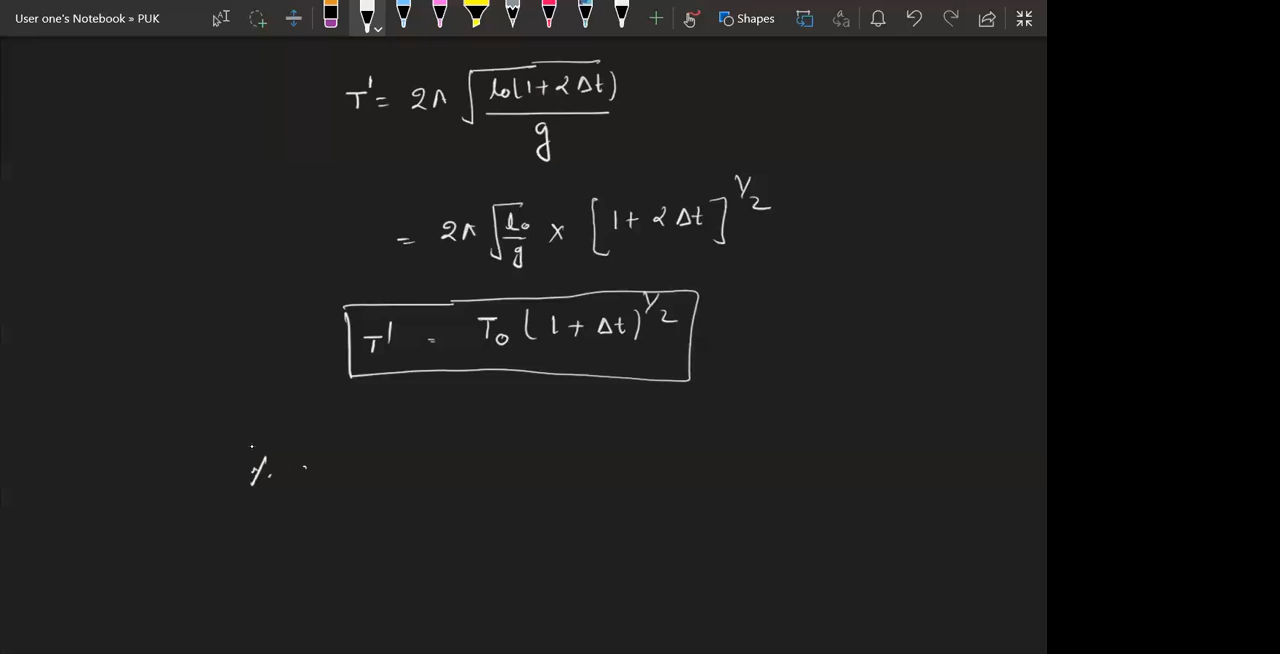 User one's Notebook » PUK
Shapes
T' = 2π √(l₀(1 + α Δt) / g)
= 2π √(l₀/g) × [1 + α Δt]^1/2
T' = T₀ (1 + Δt)^1/2
%.